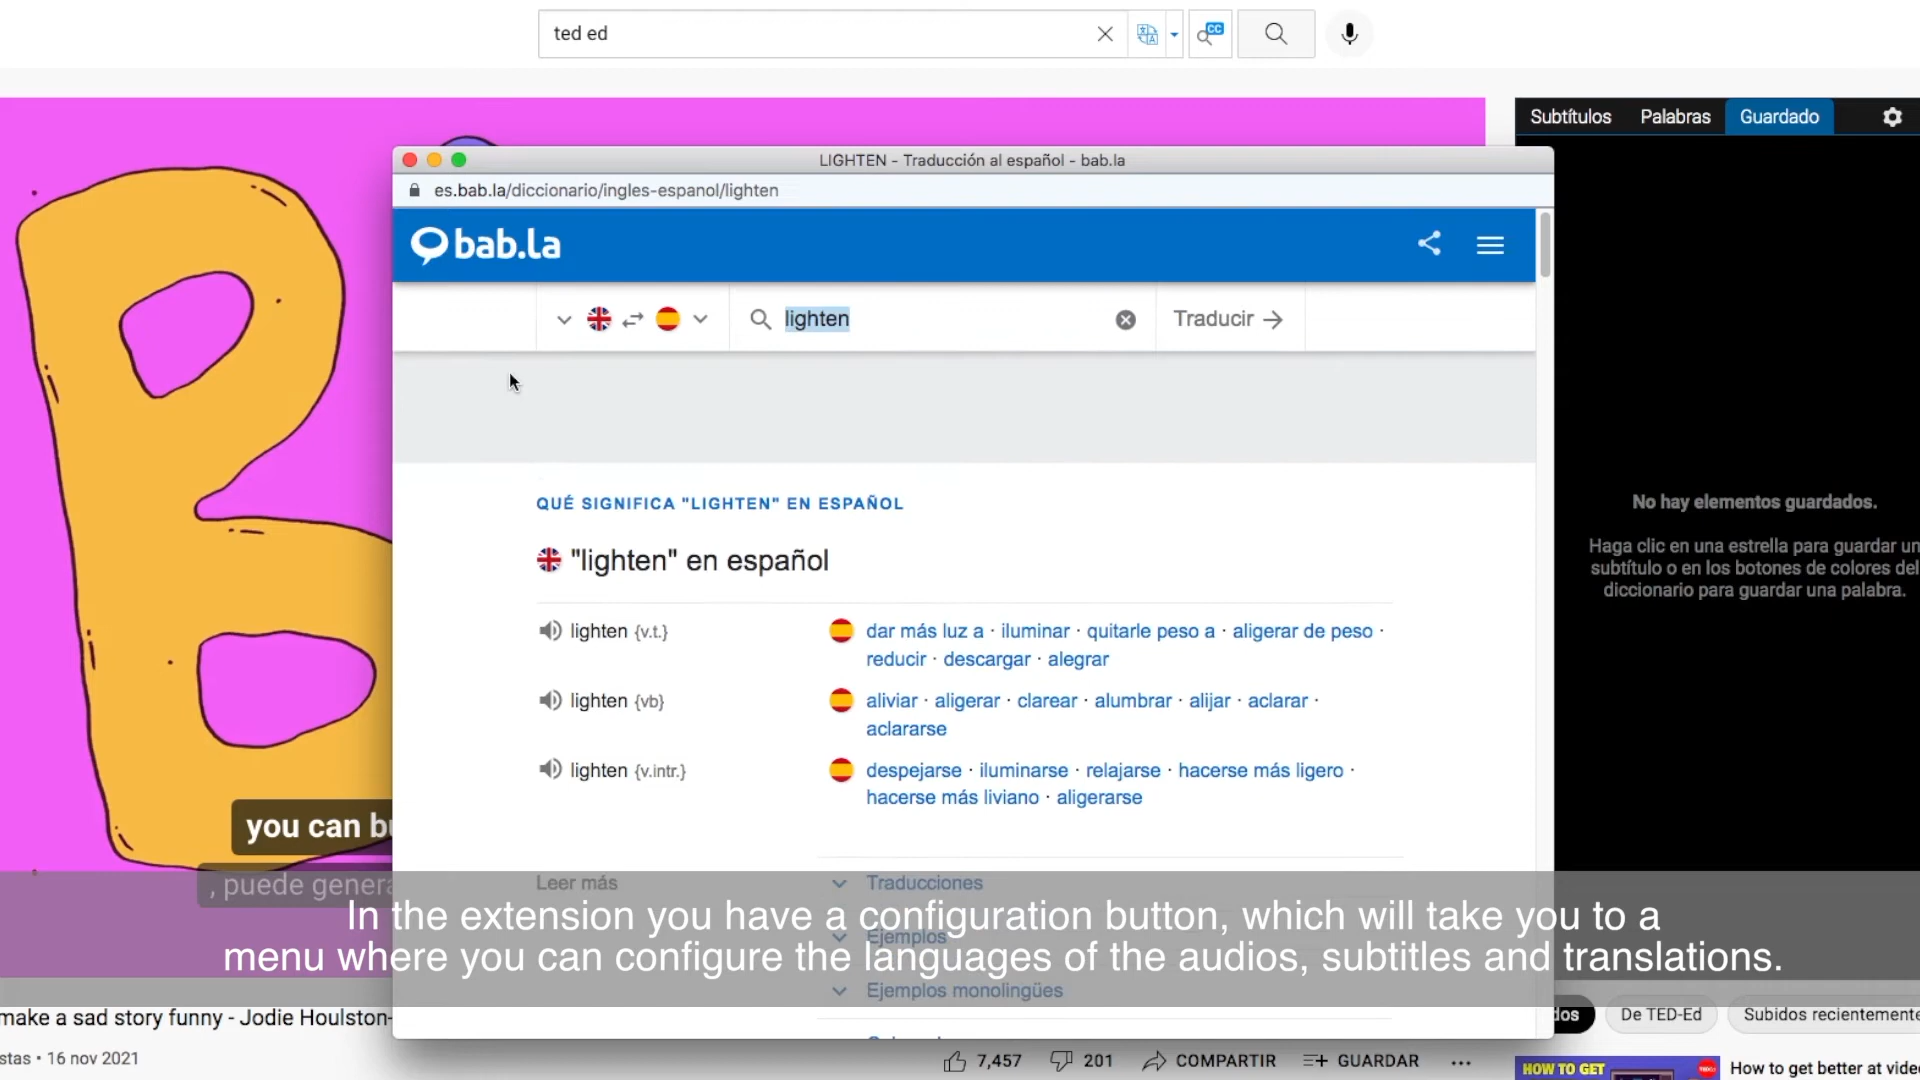 ted ed
CC
Subtítulos Palabras Guardado
LIGHTEN - Traducción al español - bab.la
es.bab.la/diccionario/ingles-espanol/lighten
bab.la
lighten
Traducir
QUÉ SIGNIFICA "LIGHTEN" EN ESPAÑOL
"lighten" en español
lighten {v.t.}
dar más luz a · iluminar · quitarle peso a · aligerar de peso ·
reducir · descargar · alegrar
lighten {vb}
aliviar · aligerar · clarear · alumbrar · alijar · aclarar ·
aclararse
lighten {v.intr.}
despejarse · iluminarse · relajarse · hacerse más ligero ·
hacerse más liviano · aligerarse
Leer más
Traducciones
Ejemplos
Ejemplos monolingües
No hay elementos guardados.
Haga clic en una estrella para guardar un
subtítulo o en los botones de colores del
diccionario para guardar una palabra.
you can
, puede
In the extension you have a configuration button, which will take you to a
menu where you can configure the languages of the audios, subtitles and translations.
make a sad story funny - Jodie Houlston-
stas • 16 nov 2021
7,457 201 COMPARTIR GUARDAR
dos De TED-Ed Subidos recientemente
HOW TO GET
How to get better at vide